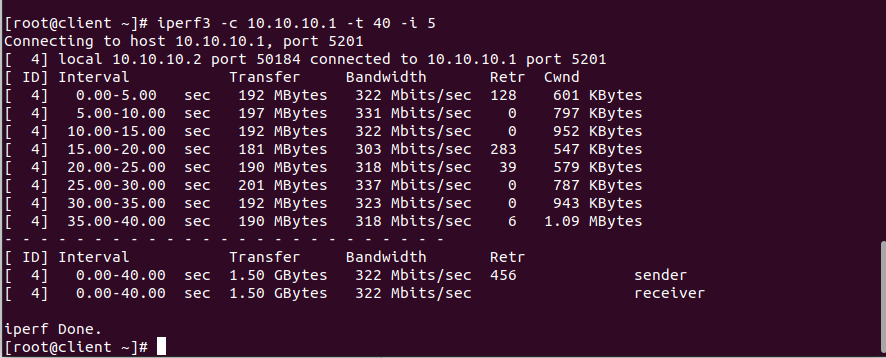 [root@client ~]# iperf3 -c 10.10.10.1 -t 40 -i 5
Connecting to host 10.10.10.1, port 5201
[  4] local 10.10.10.2 port 50184 connected to 10.10.10.1 port 5201
[ ID] Interval           Transfer     Bandwidth       Retr  Cwnd
[  4]   0.00-5.00   sec   192 MBytes   322 Mbits/sec  128    601 KBytes
[  4]   5.00-10.00  sec   197 MBytes   331 Mbits/sec    0    797 KBytes
[  4]  10.00-15.00  sec   192 MBytes   322 Mbits/sec    0    952 KBytes
[  4]  15.00-20.00  sec   181 MBytes   303 Mbits/sec  283    547 KBytes
[  4]  20.00-25.00  sec   190 MBytes   318 Mbits/sec   39    579 KBytes
[  4]  25.00-30.00  sec   201 MBytes   337 Mbits/sec    0    787 KBytes
[  4]  30.00-35.00  sec   192 MBytes   323 Mbits/sec    0    943 KBytes
[  4]  35.00-40.00  sec   190 MBytes   318 Mbits/sec    6   1.09 MBytes
- - - - - - - - - - - - - - - - - - - - - - - - -
[ ID] Interval           Transfer     Bandwidth       Retr
[  4]   0.00-40.00  sec  1.50 GBytes   322 Mbits/sec  456             sender
[  4]   0.00-40.00  sec  1.50 GBytes   322 Mbits/sec                  receiver
iperf Done.
[root@client ~]#